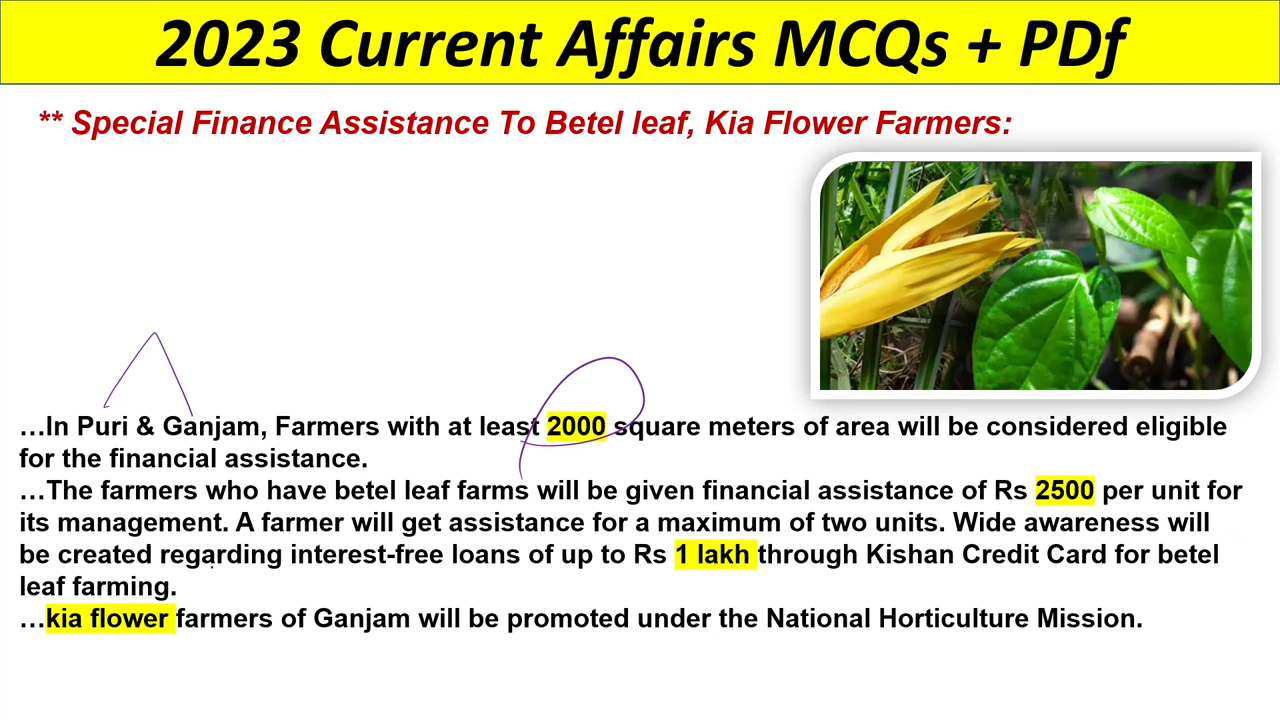 2023 Current Affairs MCQs + PDf
** Special Finance Assistance To Betel leaf, Kia Flower Farmers:
…In Puri & Ganjam, Farmers with at least 2000 square meters of area will be considered eligible
for the financial assistance.
…The farmers who have betel leaf farms will be given financial assistance of Rs 2500 per unit for
its management. A farmer will get assistance for a maximum of two units. Wide awareness will
be created regarding interest-free loans of up to Rs 1 lakh through Kishan Credit Card for betel
leaf farming.
…kia flower farmers of Ganjam will be promoted under the National Horticulture Mission.